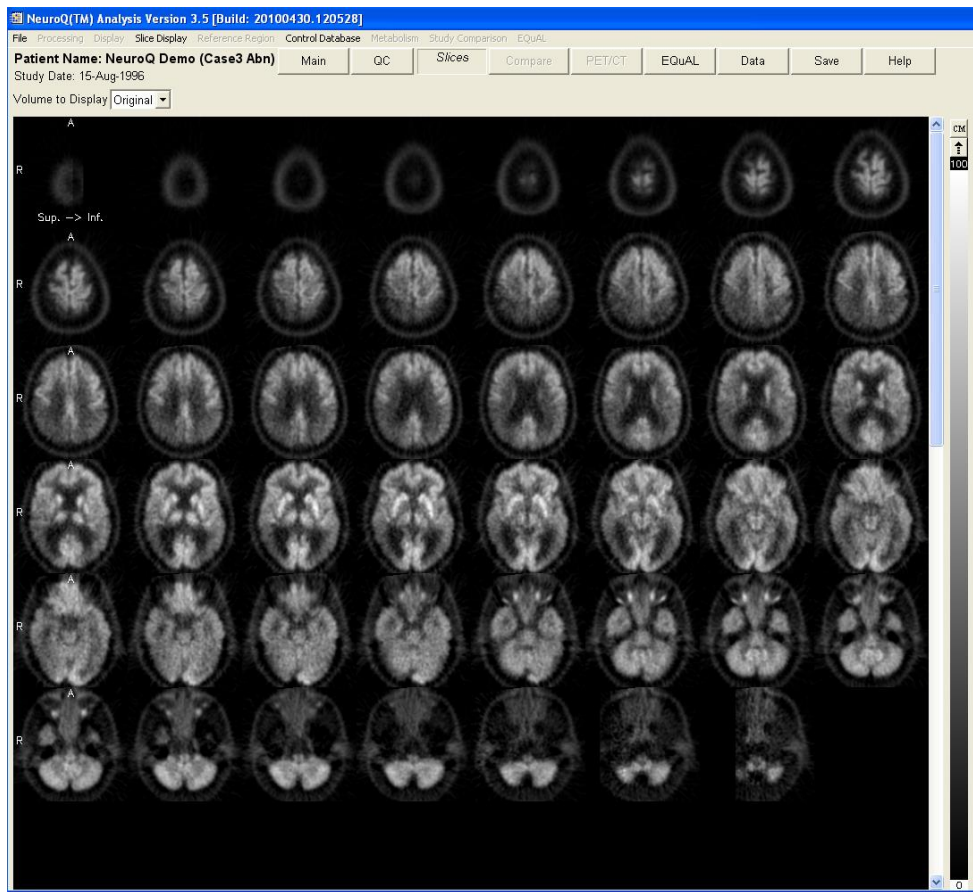 NeuroQ(TM) Analysis Version 3.5 [Build: 20100430.120528]
File Processing Display Slice Display Reference Region Control Database Metabolism Study Comparison EQuAL
Patient Name: NeuroQ Demo (Case3 Abn)
Main QC Slices Compare PET/CT EQuAL Data Save Help
Study Date: 15-Aug-1996
Volume to Display Original
A
CM
R
100
Sup. --> Inf.
A
R
A
R
A
R
A
R
A
R
0